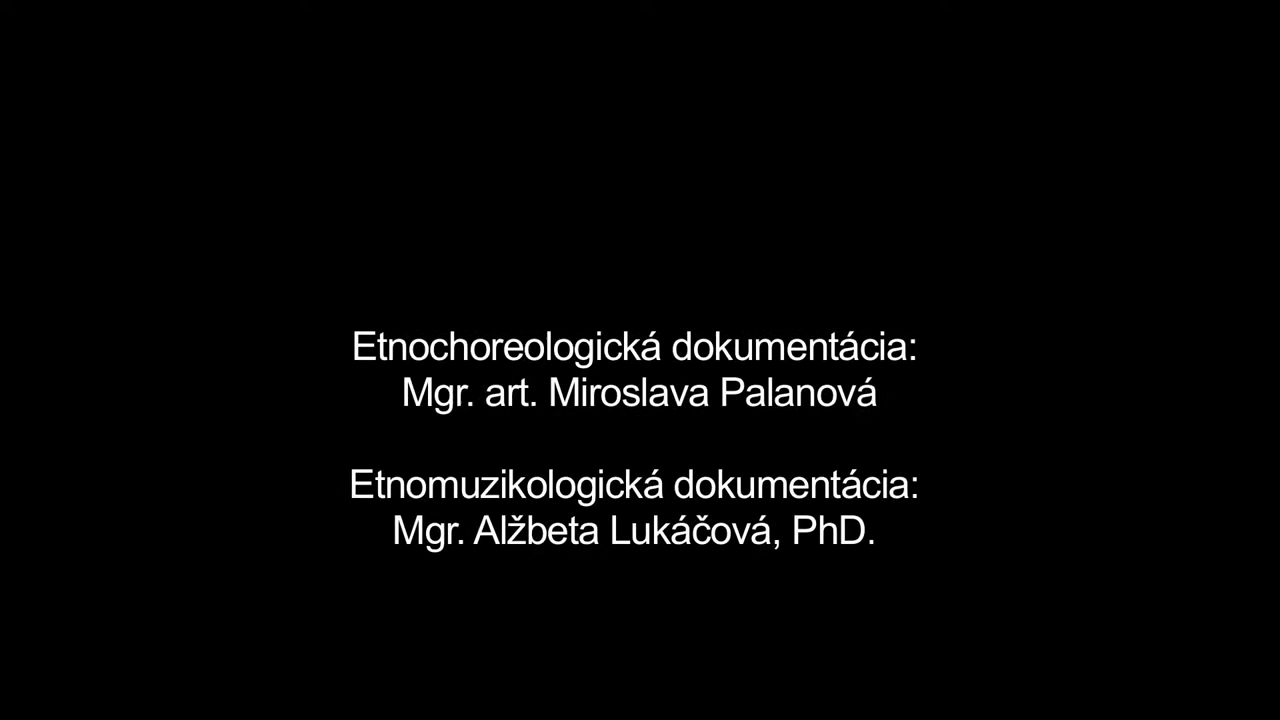 Etnochoreologická dokumentácia:
Mgr. art. Miroslava Palanová
Etnomuzikologická dokumentácia:
Mgr. Alžbeta Lukáčová, PhD.